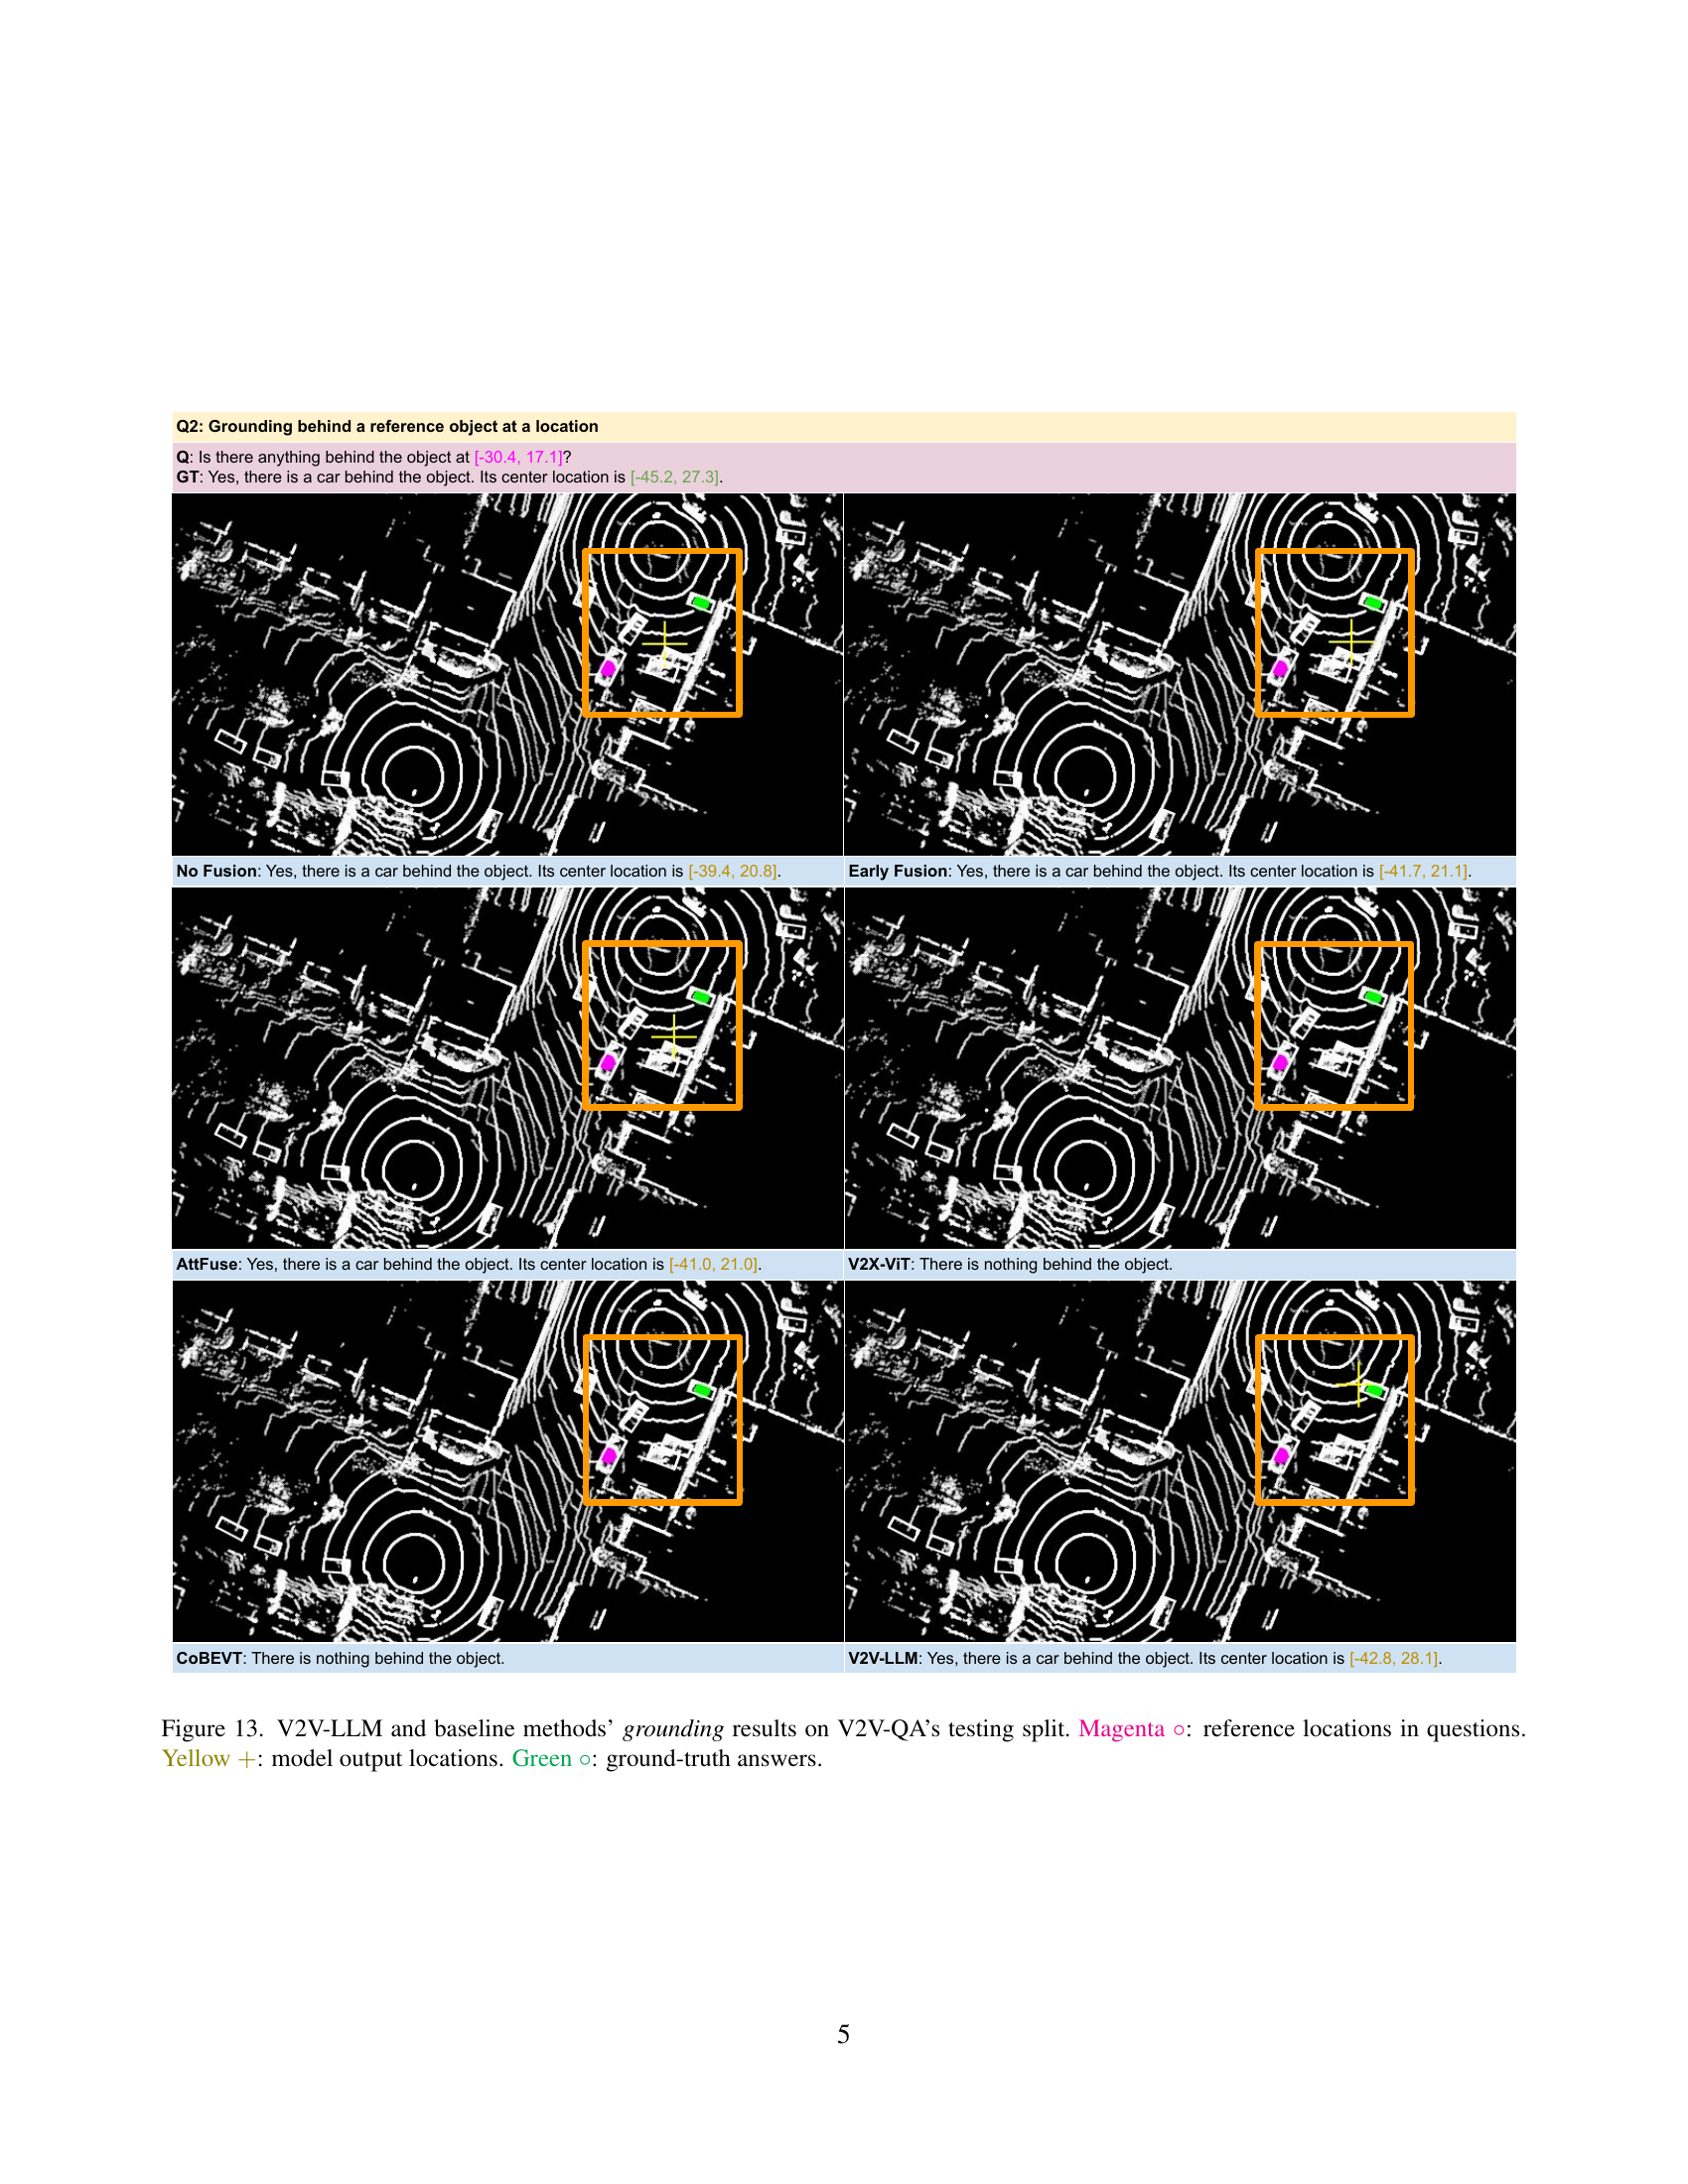 Q2: Grounding behind a reference object at a location
Q: Is there anything behind the object at [-30.4, 17.1]?
GT: Yes, there is a car behind the object. Its center location is [-45.2, 27.3].
No Fusion: Yes, there is a car behind the object. Its center location is [-39.4, 20.8].
Early Fusion: Yes, there is a car behind the object. Its center location is [-41.7, 21.1].
AttFuse: Yes, there is a car behind the object. Its center location is [-41.0, 21.0].
V2X-ViT: There is nothing behind the object.
CoBEVT: There is nothing behind the object.
V2V-LLM: Yes, there is a car behind the object. Its center location is [-42.8, 28.1].
Figure 13. V2V-LLM and baseline methods’ grounding results on V2V-QA’s testing split. Magenta ○: reference locations in questions.
Yellow +: model output locations. Green ○: ground-truth answers.
5